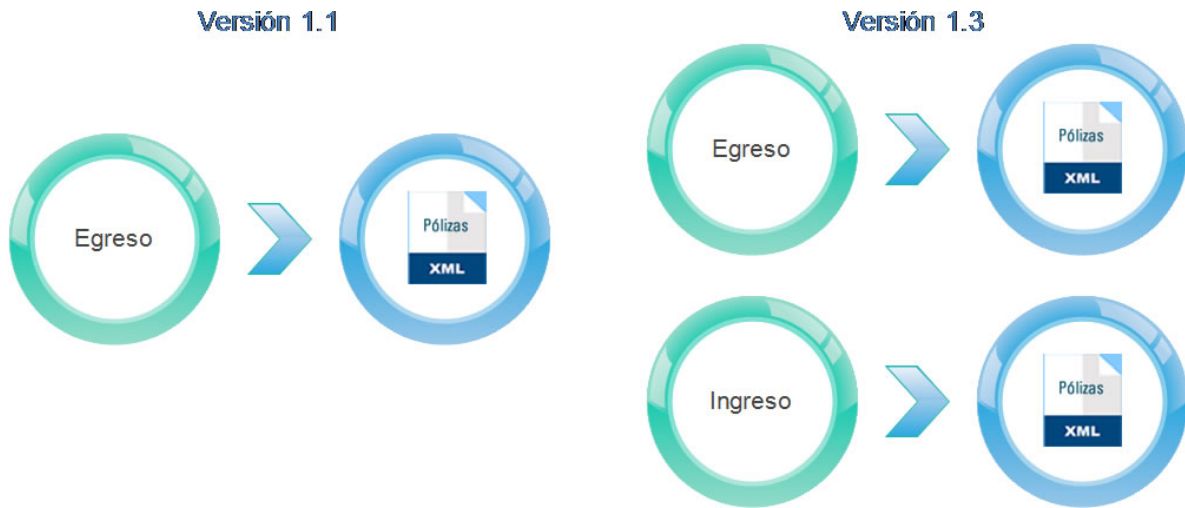 Versión 1.1
Egreso
Pólizas
XML
Versión 1.3
Egreso
Pólizas
XML
Ingreso
Pólizas
XML